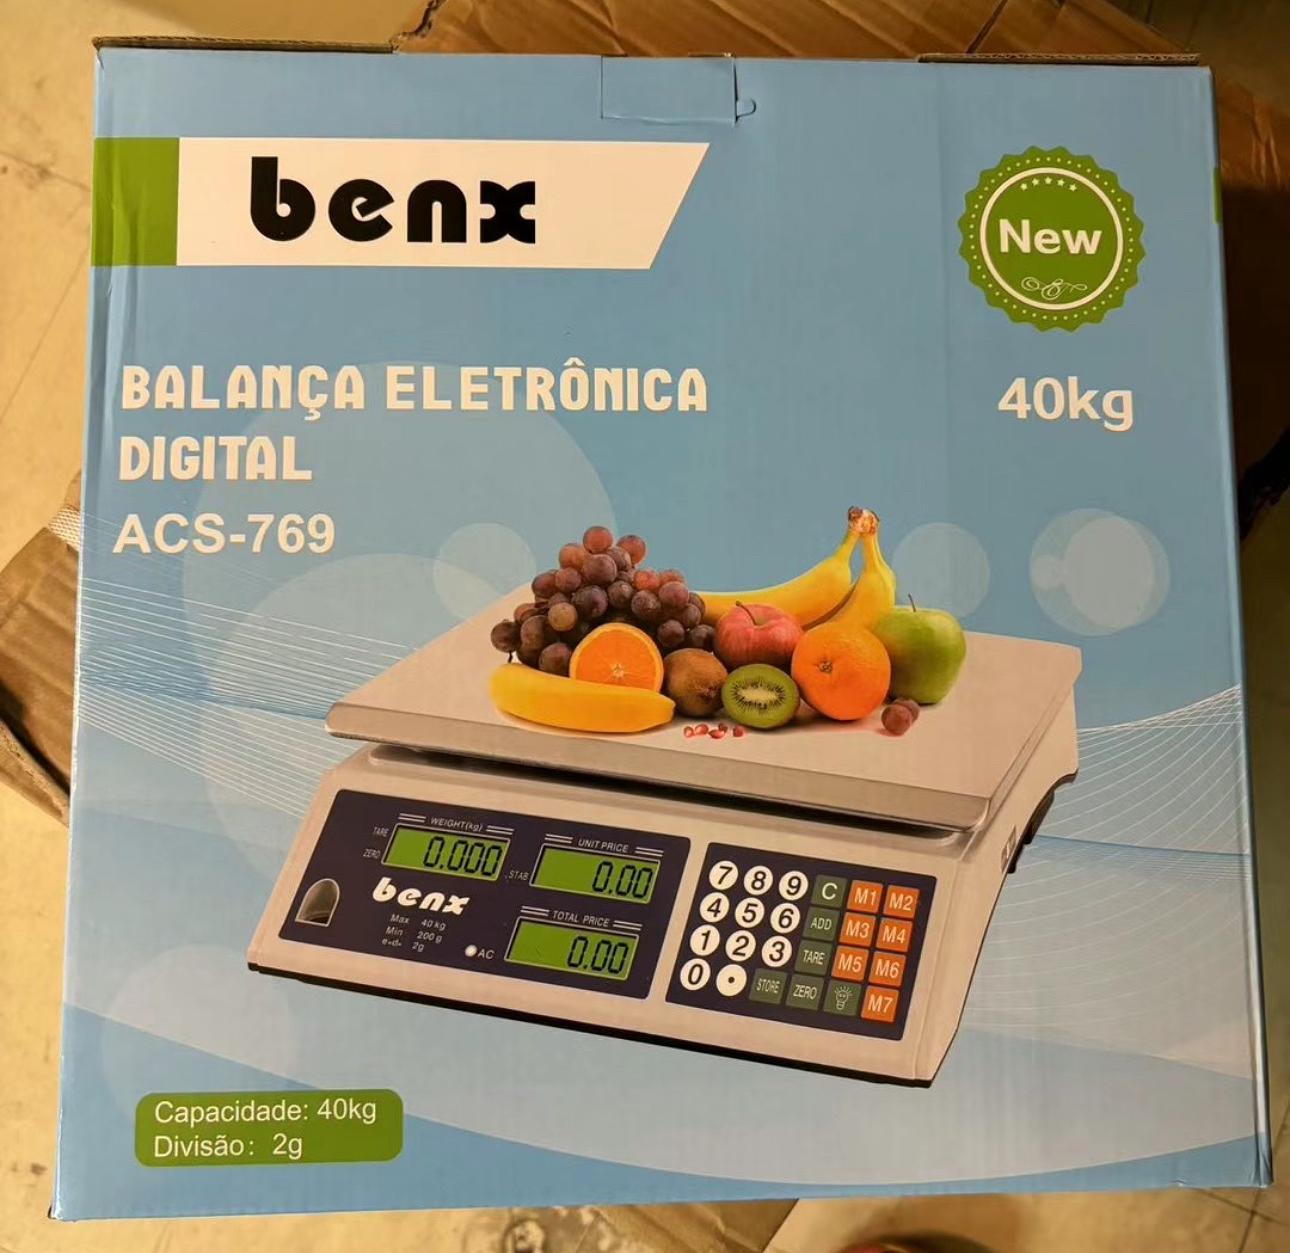 benx
New
BALANÇA ELETRÔNICA
DIGITAL
40kg
ACS-769
WEIGHT(kg)
TARE
ZERO
0.000
STAB
UNIT PRICE
0.00
benx
Max 40 kg
Min 200 g
e=d= 2g
AC
TOTAL PRICE
0.00
7 8 9 C M1 M2
4 5 6 ADD M3 M4
1 2 3 TARE M5 M6
0 . STORE ZERO M7
Capacidade: 40kg
Divisão: 2g